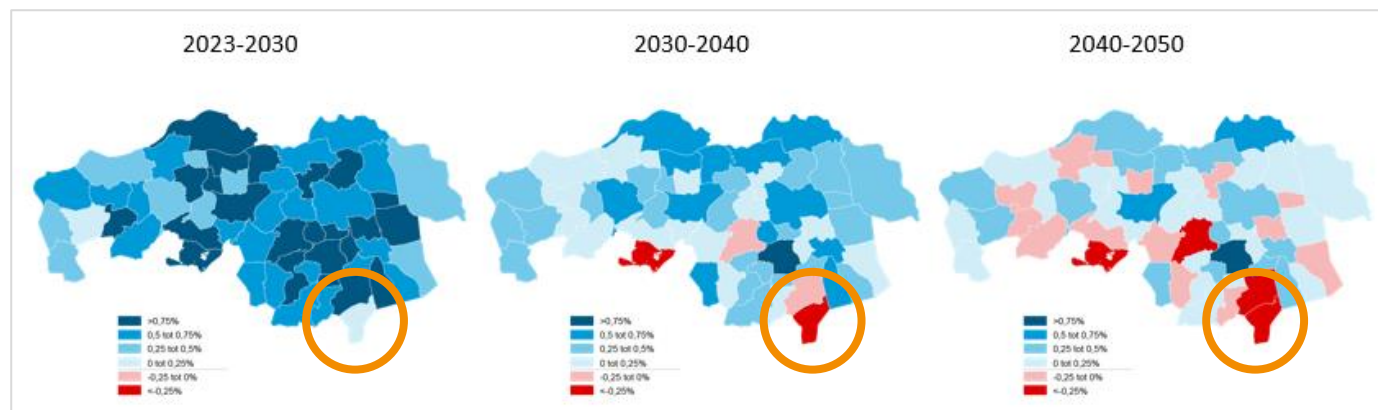 2023-2030
2030-2040
2040-2050
>0,75%
0,5 tot 0,75%
0,25 tot 0,5%
0 tot 0,25%
-0,25 tot 0%
<-0,25%
>0,75%
0,5 tot 0,75%
0,25 tot 0,5%
0 tot 0,25%
-0,25 tot 0%
<-0,25%
>0,75%
0,5 tot 0,75%
0,25 tot 0,5%
0 tot 0,25%
-0,25 tot 0%
<-0,25%